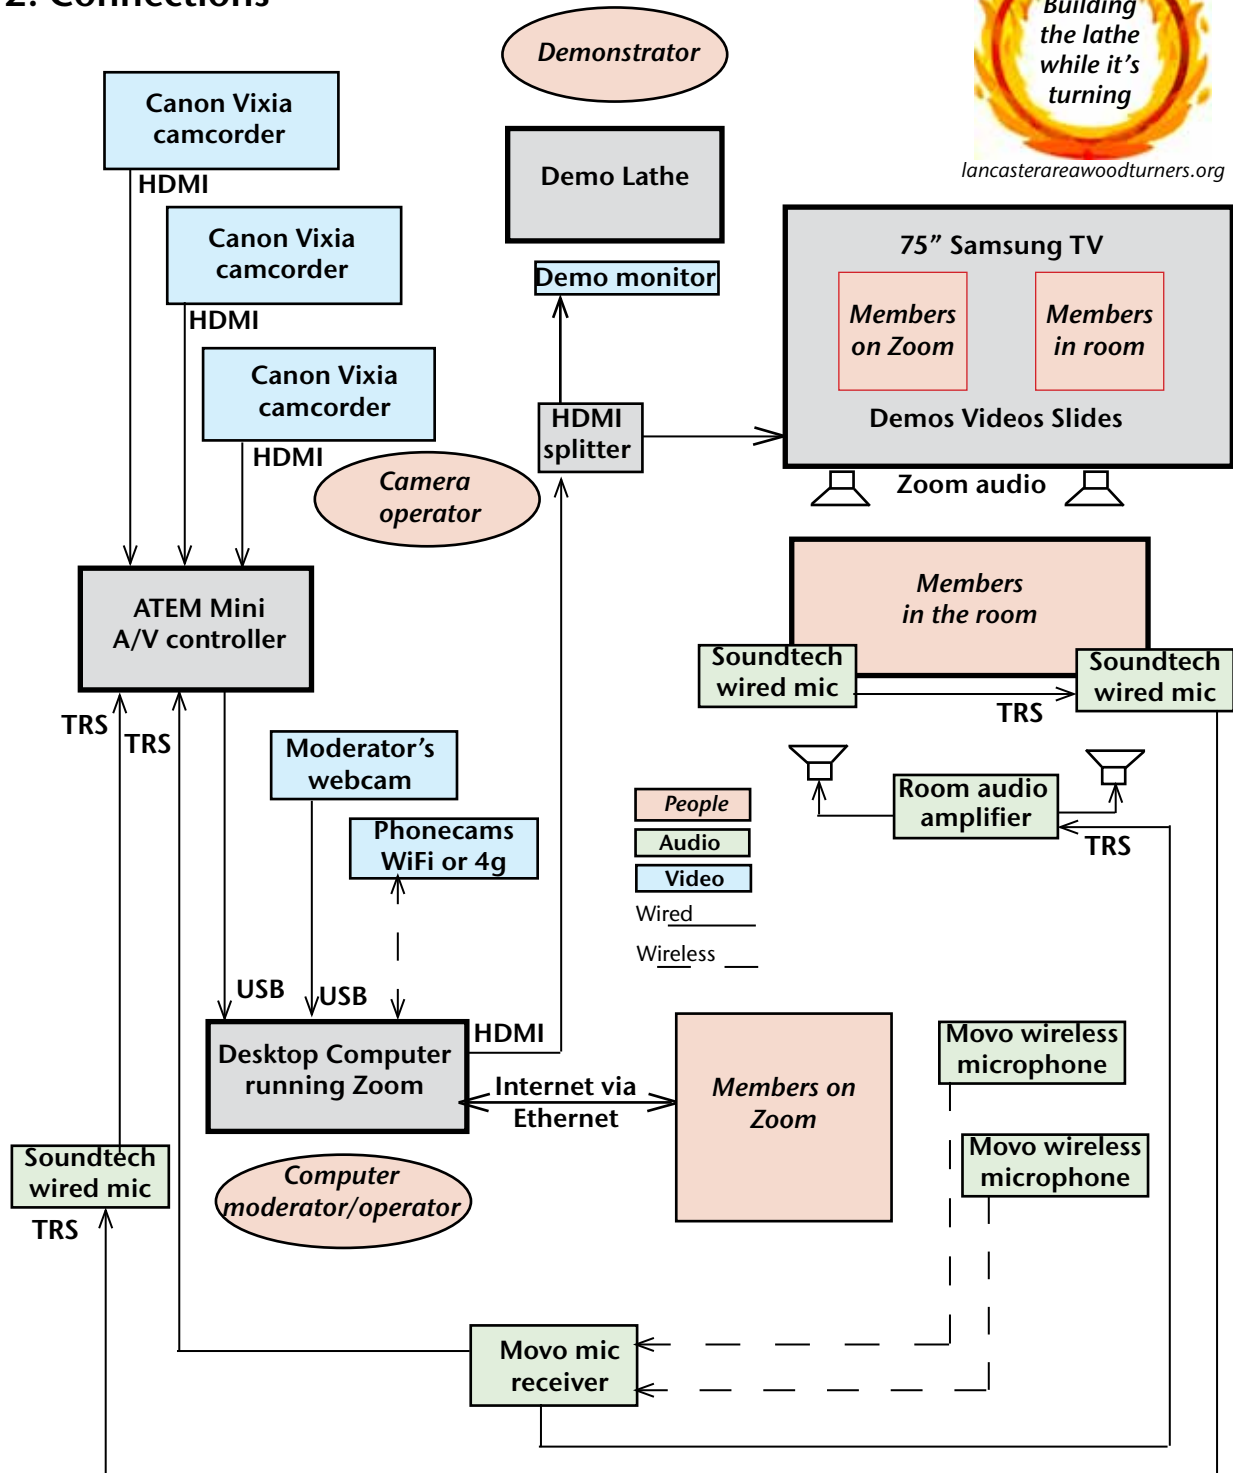 2. Connections
Building
the lathe
while it's
turning
lancasterareawoodturners.org
Demonstrator
Canon Vixia
camcorder
HDMI
Demo Lathe
Canon Vixia
camcorder
HDMI
75” Samsung TV
Members
on Zoom
Members
in room
Demos Videos Slides
Demo monitor
Canon Vixia
camcorder
HDMI
HDMI
splitter
Camera
operator
Zoom audio
ATEM Mini
A/V controller
Members
in the room
Soundtech
wired mic
Soundtech
wired mic
TRS
TRS
TRS
Moderator’s
webcam
Room audio
amplifier
TRS
Phonecams
WiFi or 4g
People
Audio
Video
Wired
Wireless
USB
USB
HDMI
Desktop Computer
running Zoom
Internet via
Ethernet
Members on
Zoom
Movo wireless
microphone
Movo wireless
microphone
Soundtech
wired mic
TRS
Computer
moderator/operator
Movo mic
receiver